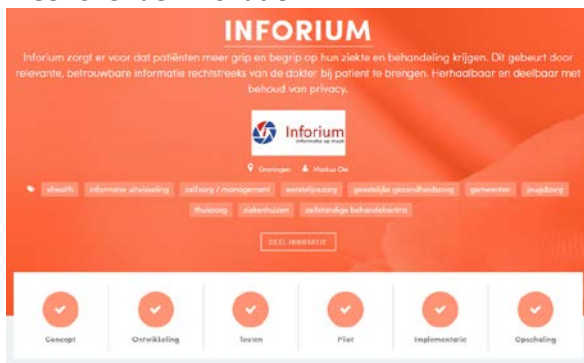 INFORIUM
Inforium zorgt er voor dat patiënten meer grip en begrip op hun ziekte en behandeling krijgen. Dit gebeurt door
relevante, betrouwbare informatie rechtstreeks van de dokter bij patient te brengen. Herhaalbaar en deelbaar met
behoud van privacy.
Inforium
informatie op maat
Groningen Markus Oei
ehealth informatie uitwisseling zelfzorg / management eerstelijnszorg geestelijke gezondheidszorg gemeenten jeugdzorg
thuiszorg ziekenhuizen zelfstandige behandelcentra
DEEL INNOVATIE
Concept Ontwikkeling Testen Pilot Implementatie Opschaling